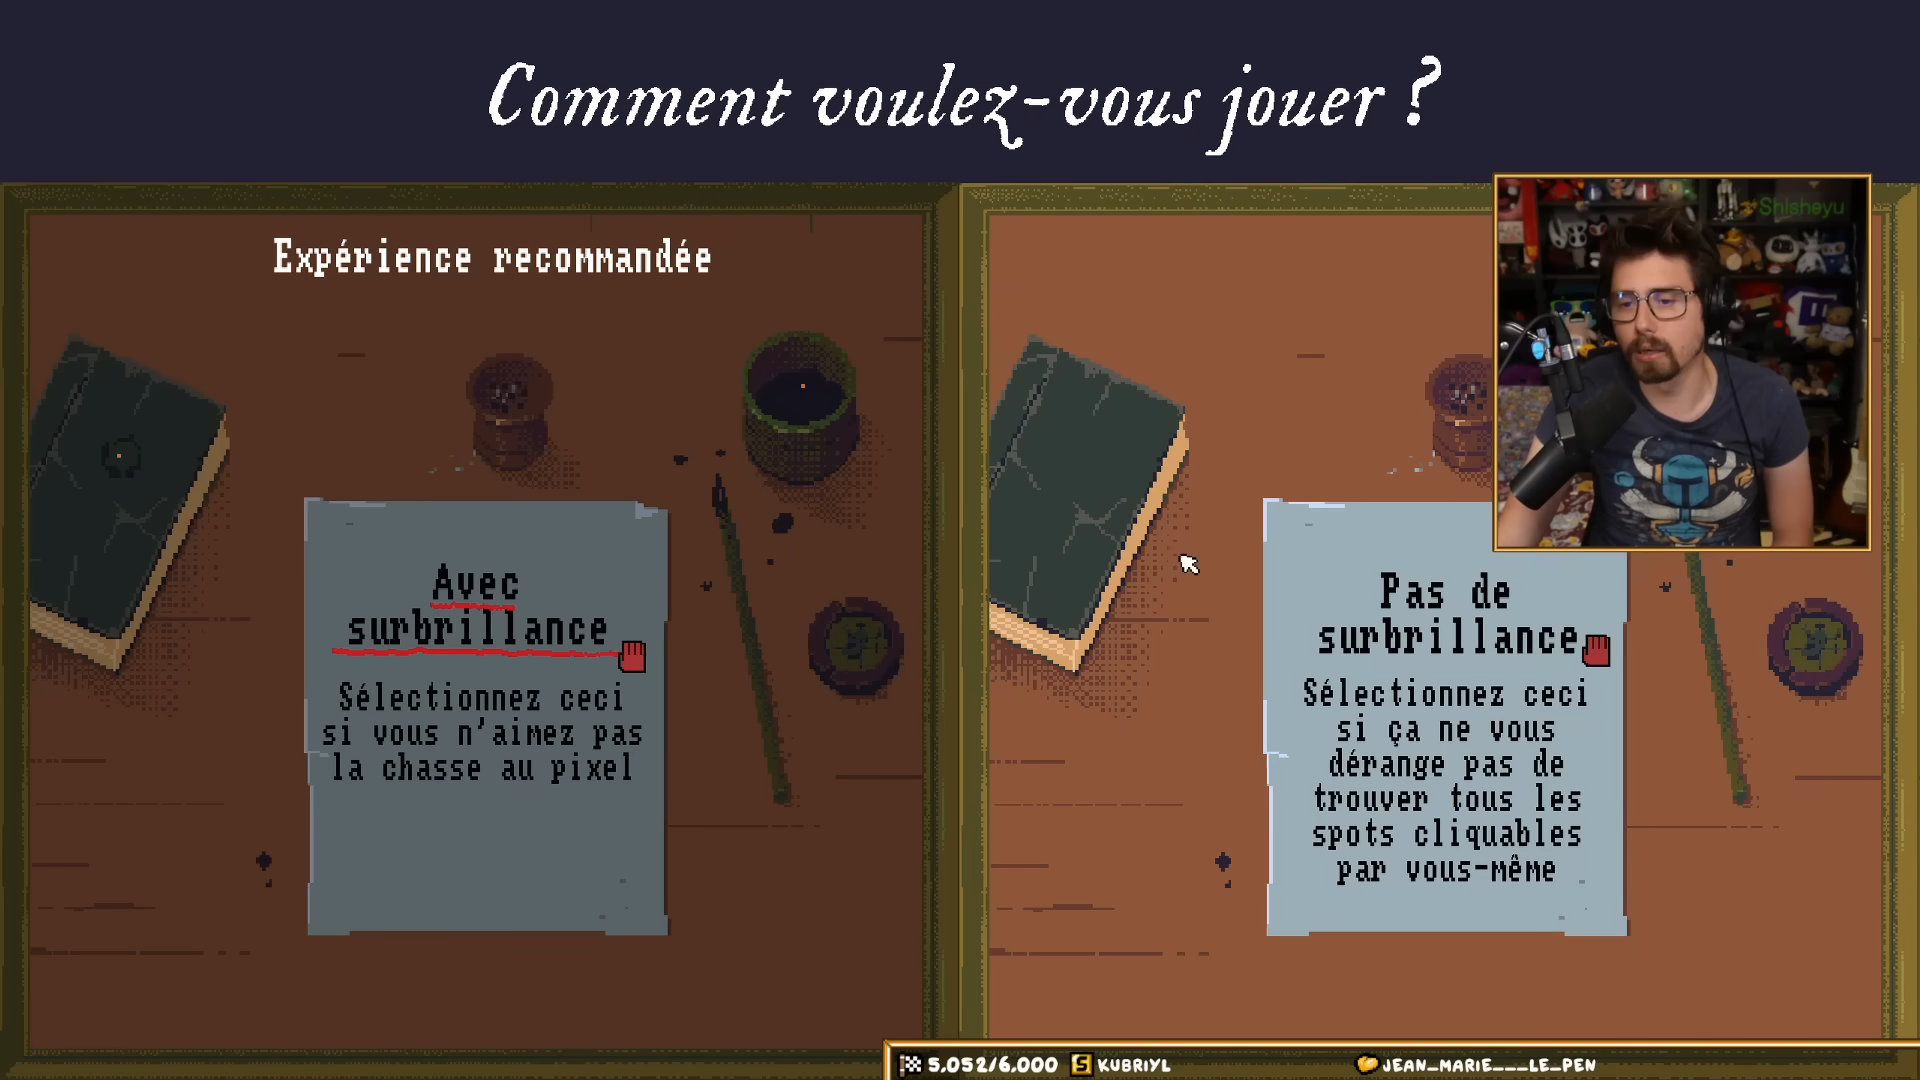 Comment voulez-vous jouer ?
Expérience recommandée
Shisheyu
Avec
surbrillance
Sélectionnez ceci
si vous n'aimez pas
la chasse au pixel
Pas de
surbrillance
Sélectionnez ceci
si ça ne vous
dérange pas de
trouver tous les
spots cliquables
par vous-même
5,052/6,000 S KUBRIYL JEAN_MARIE___LE_PEN